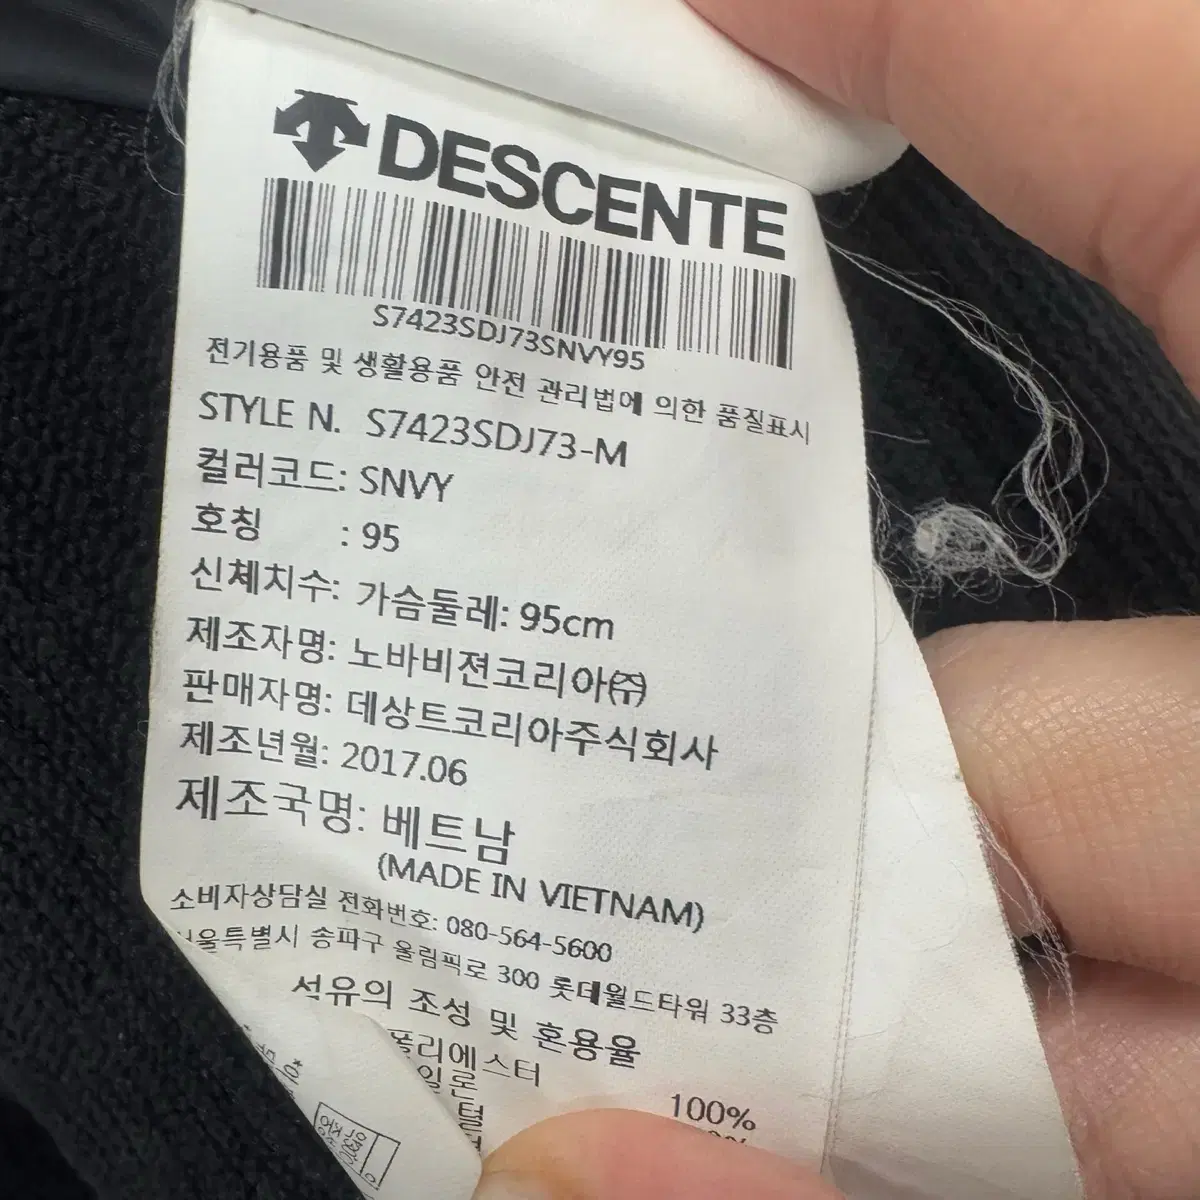 DESCENTE
S7423SDJ73SNVY95
전기용품 및 생활용품 안전 관리법에 의한 품질표시
STYLE N. S7423SDJ73-M
컬러코드: SNVY
호칭 : 95
신체치수: 가슴둘레: 95cm
제조자명: 노바비젼코리아㈜
판매자명: 데상트코리아주식회사
제조년월: 2017.06
제조국명: 베트남
(MADE IN VIETNAM)
소비자상담실 전화번호: 080-564-5600
서울특별시 송파구 올림픽로 300 롯데월드타워 33층
섬유의 조성 및 혼용율
폴리에스터
100%